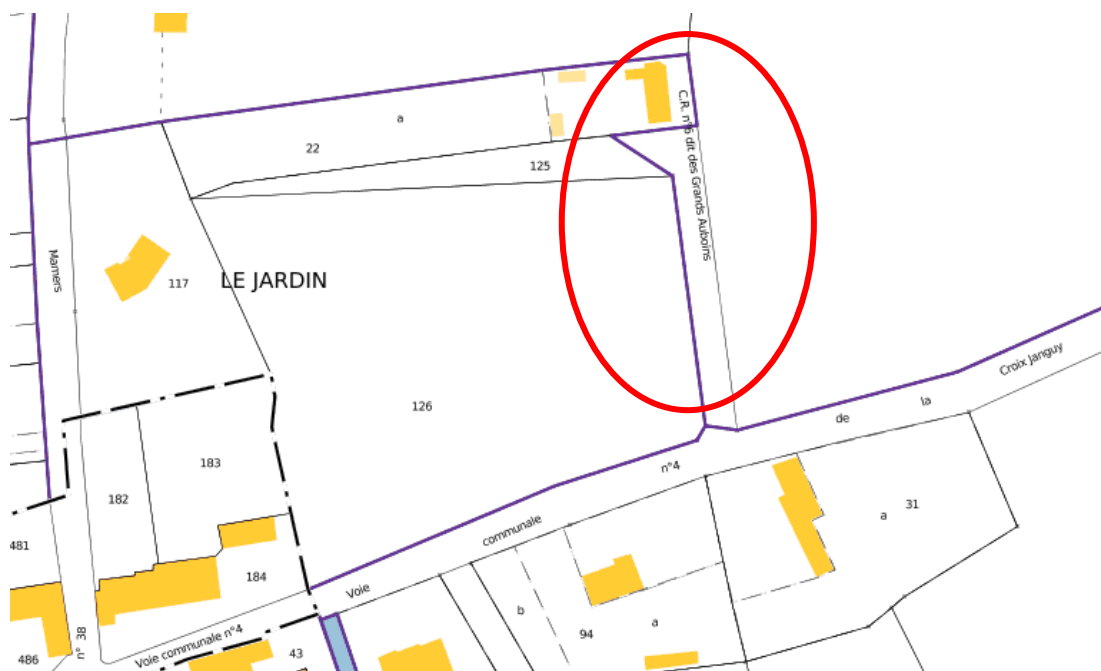 a
22
125
C.R. n°6 dit des Grands Auboins
Mamers
117
LE JARDIN
Croix Janguy
126
la
de
n°4
183
182
31
a
communale
481
184
Voie
b
94
a
n° 38
Voie communale n°4
43
486